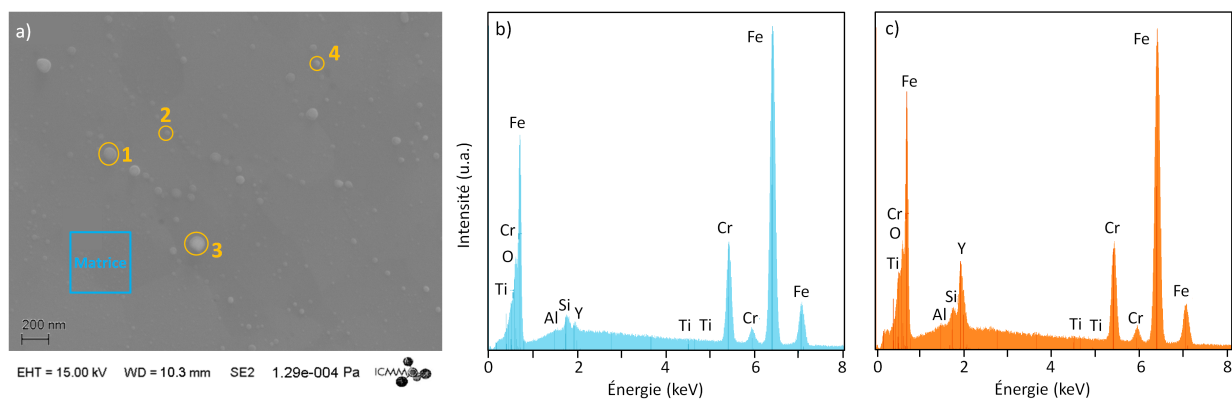 a)
4
2
1
3
Matrice
200 nm
EHT = 15.00 kV WD = 10.3 mm SE2 1.29e-004 Pa ICMM
b)
Fe
Fe
Cr
O
Ti
Al
Si
Y
Ti
Ti
Cr
Cr
Fe
Intensité (u.a.)
0 2 4 6 8
Énergie (keV)
c)
Fe
Fe
Cr
O
Ti
Al
Si
Y
Ti
Ti
Cr
Cr
Fe
0 2 4 6 8
Énergie (keV)